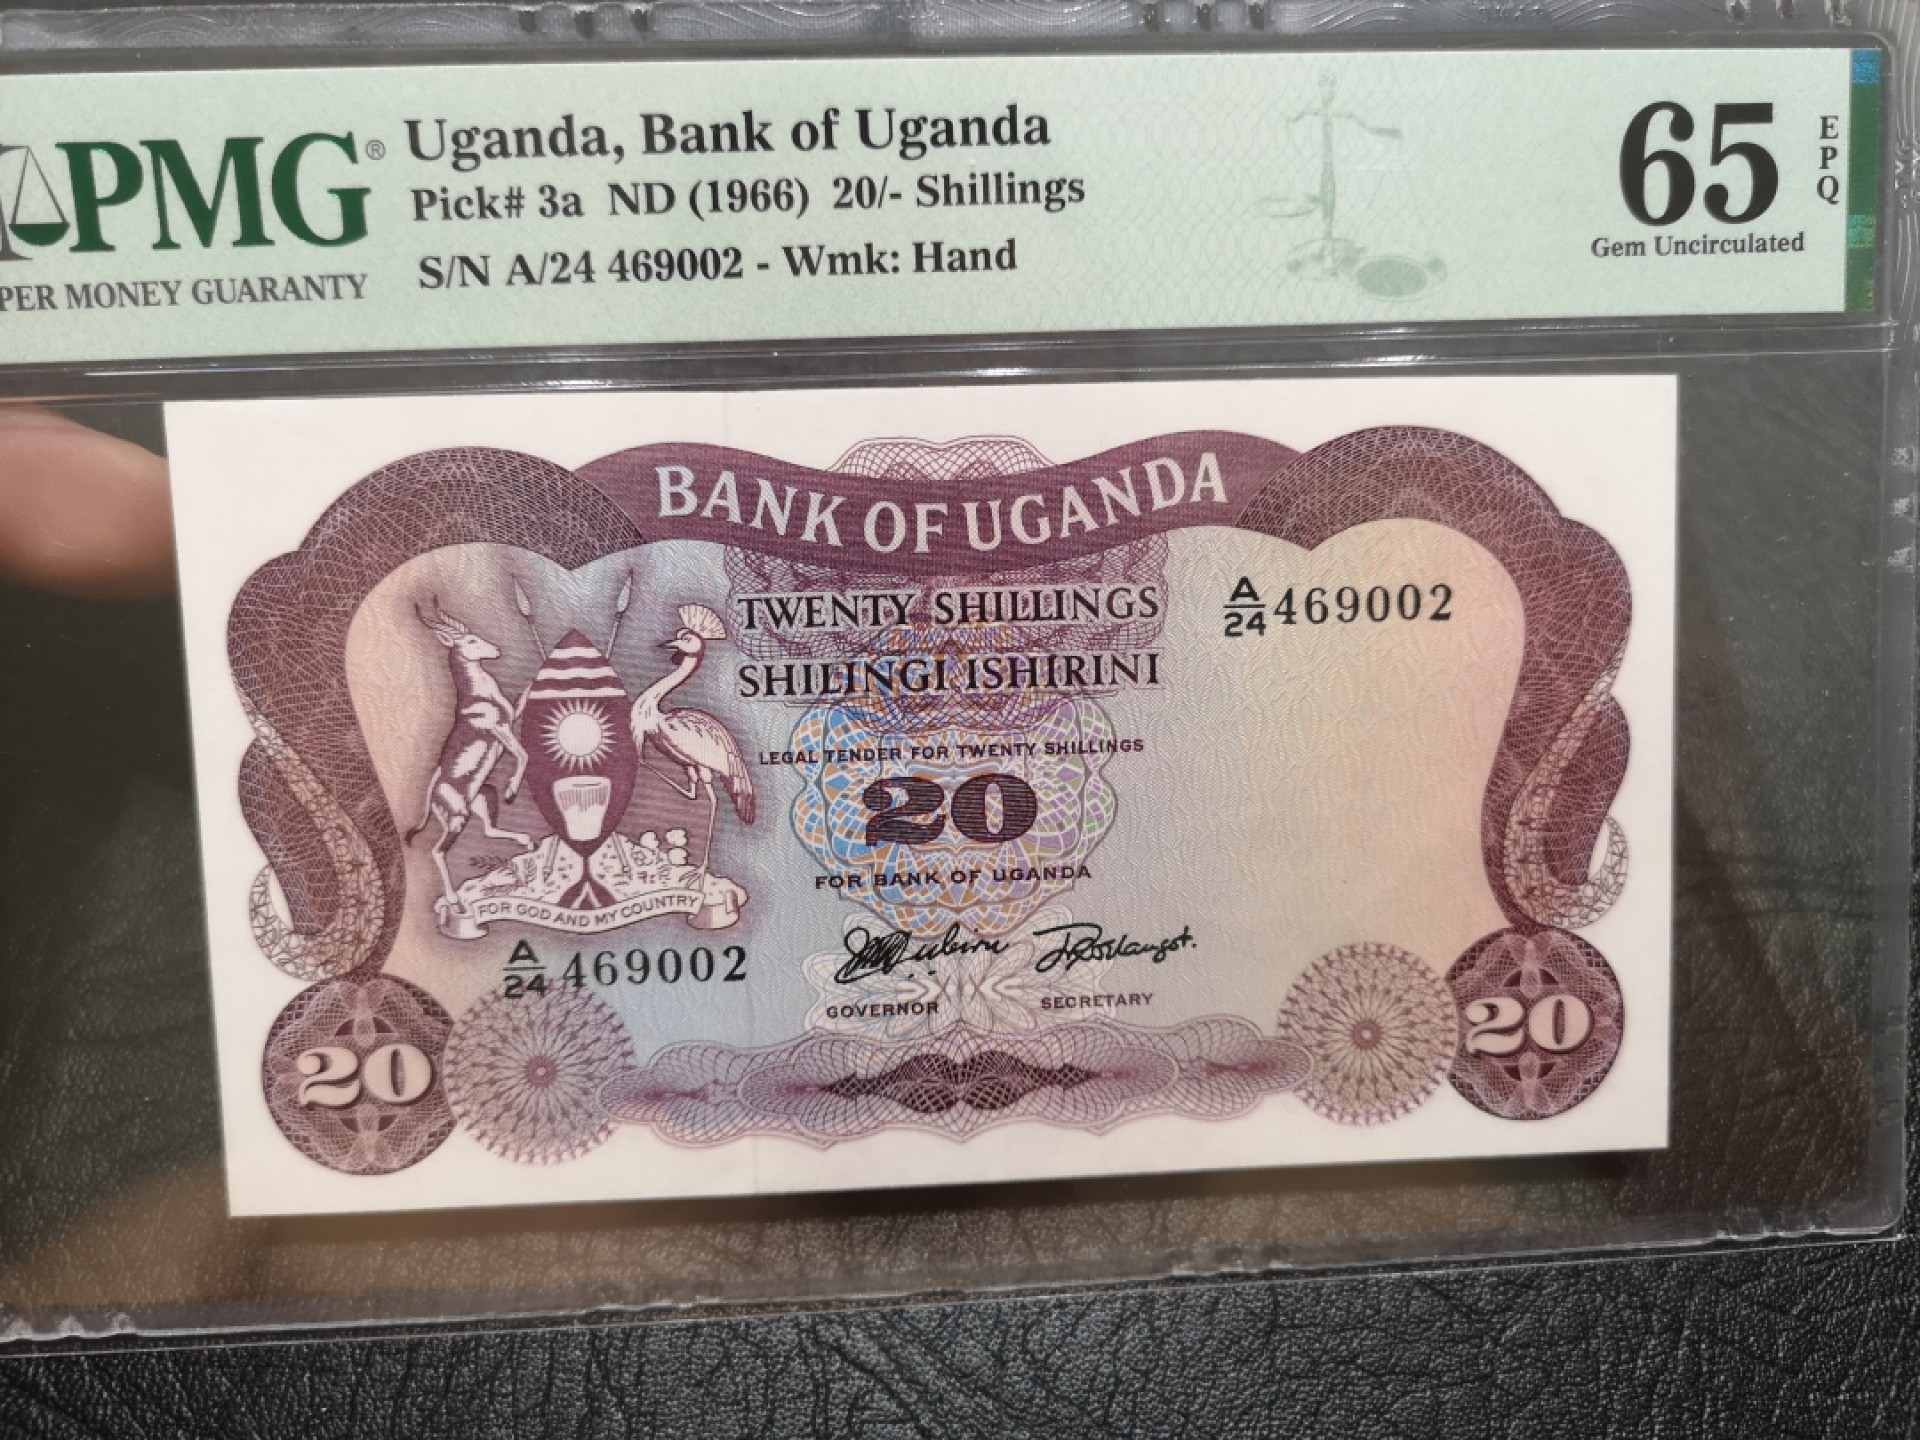 PMG®
PER MONEY GUARANTY
Uganda, Bank of Uganda
Pick# 3a ND (1966) 20/- Shillings
S/N A/24 469002 - Wmk: Hand
65
EPQ
Gem Uncirculated
BANK OF UGANDA
TWENTY SHILLINGS
SHILINGI ISHIRINI
A/24 469002
LEGAL TENDER FOR TWENTY SHILLINGS
20
FOR BANK OF UGANDA
FOR GOD AND MY COUNTRY
A/24 469002
GOVERNOR
SECRETARY
20
20